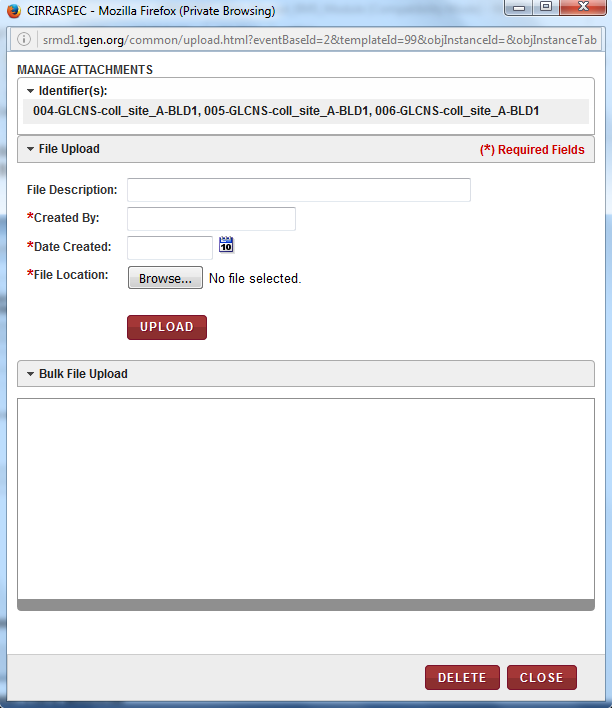 CIRRASPEC - Mozilla Firefox (Private Browsing)
srmd1.tgen.org/common/upload.html?eventBaseId=2&templateId=99&objInstanceId=&objInstanceTab
MANAGE ATTACHMENTS
Identifier(s):
004-GLCNS-coll_site_A-BLD1, 005-GLCNS-coll_site_A-BLD1, 006-GLCNS-coll_site_A-BLD1
File Upload (*) Required Fields
File Description:
*Created By:
*Date Created: 10
*File Location: Browse... No file selected.
UPLOAD
Bulk File Upload
DELETE CLOSE